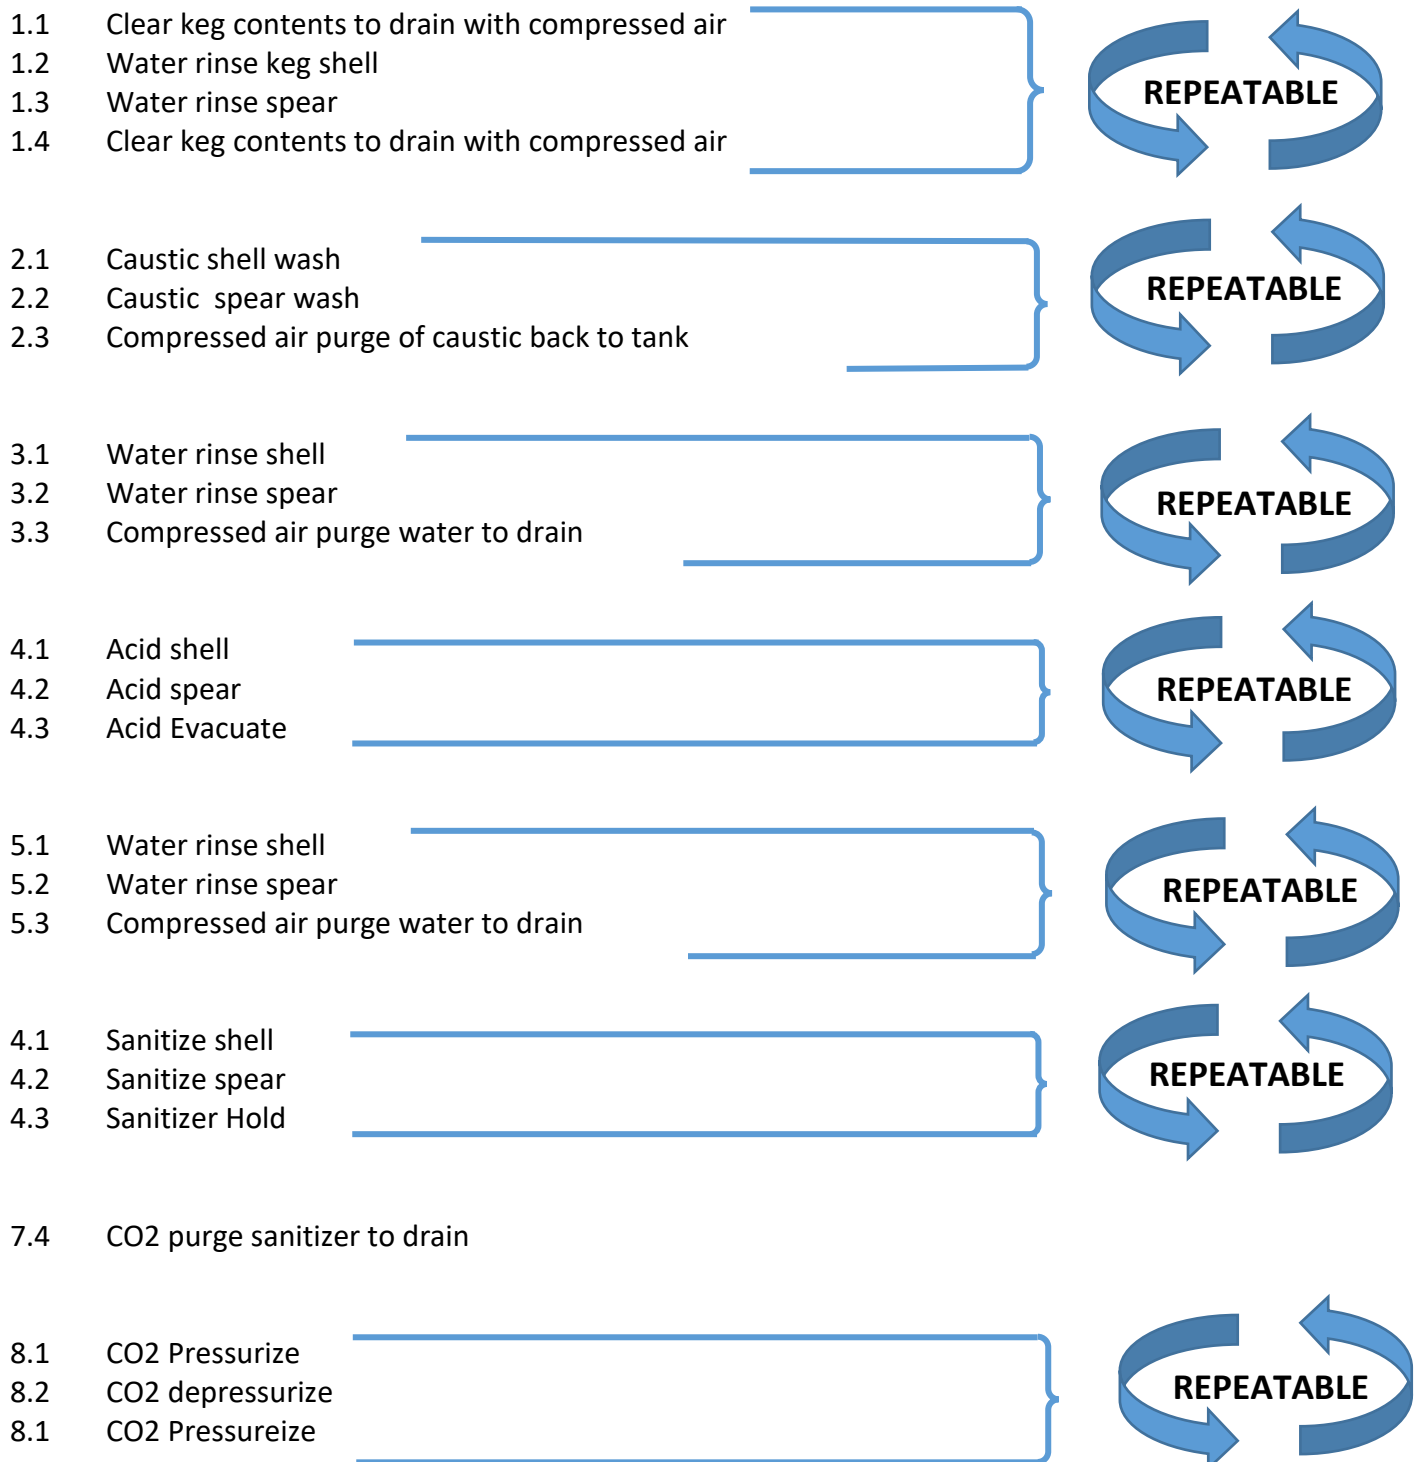 1.1 Clear keg contents to drain with compressed air
1.2 Water rinse keg shell
1.3 Water rinse spear
1.4 Clear keg contents to drain with compressed air
REPEATABLE
2.1 Caustic shell wash
2.2 Caustic spear wash
2.3 Compressed air purge of caustic back to tank
REPEATABLE
3.1 Water rinse shell
3.2 Water rinse spear
3.3 Compressed air purge water to drain
REPEATABLE
4.1 Acid shell
4.2 Acid spear
4.3 Acid Evacuate
REPEATABLE
5.1 Water rinse shell
5.2 Water rinse spear
5.3 Compressed air purge water to drain
REPEATABLE
4.1 Sanitize shell
4.2 Sanitize spear
4.3 Sanitizer Hold
REPEATABLE
7.4 CO2 purge sanitizer to drain
8.1 CO2 Pressurize
8.2 CO2 depressurize
8.1 CO2 Pressureize
REPEATABLE